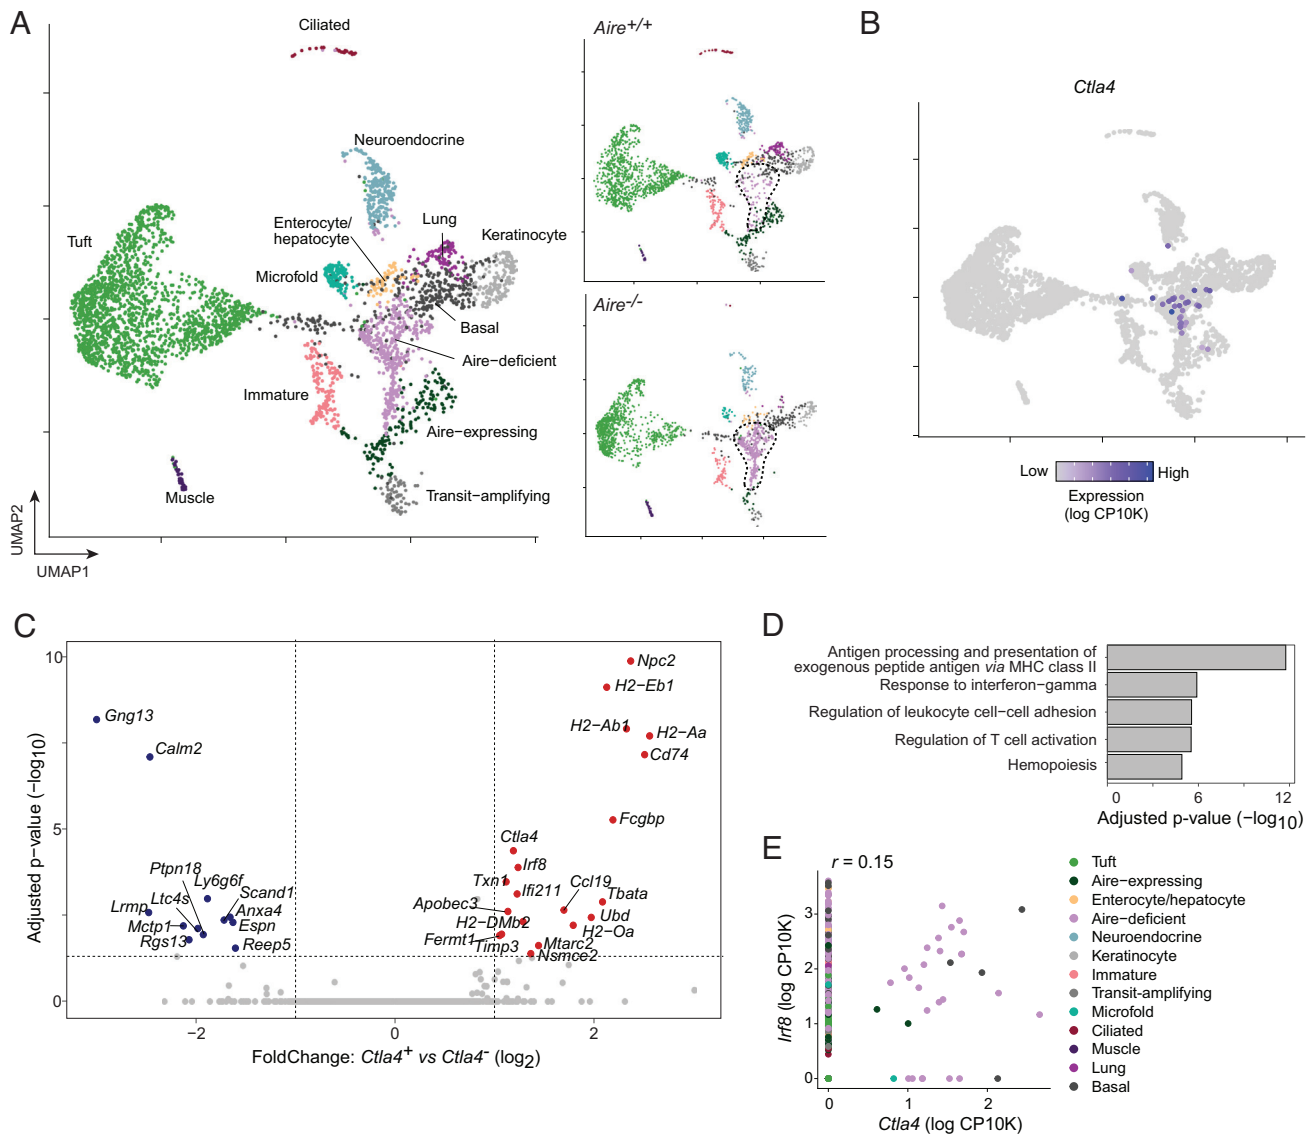 A
Ciliated
Neuroendocrine
Enterocyte/
hepatocyte
Lung
Keratinocyte
Tuft
Microfold
Basal
Aire−deficient
Immature
Aire−expressing
Transit−amplifying
Muscle
UMAP2
UMAP1
Aire+/+
Aire-/-
B
Ctla4
Low
High
Expression
(log CP10K)
C
Adjusted p-value (−log10)
10
5
0
−2
0
2
FoldChange: Ctla4+ vs Ctla4- (log2)
Npc2
H2−Eb1
Gng13
H2−Ab1
H2−Aa
Calm2
Cd74
Fcgbp
Ctla4
Irf8
Ptpn18
Ly6g6f
Txn1
Ccl19
Ltc4s
Scand1
Ifi211
Tbata
Lrmp
Anxa4
Apobec3
Ubd
Mctp1
Espn
H2−DMb2
H2−Oa
Rgs13
Reep5
Fermt1
Timp3
Mtarc2
Nsmce2
D
Antigen processing and presentation of
exogenous peptide antigen via MHC class II
Response to interferon−gamma
Regulation of leukocyte cell−cell adhesion
Regulation of T cell activation
Hemopoiesis
0
6
12
Adjusted p-value (−log10)
E
r = 0.15
Irf8 (log CP10K)
3
2
1
0
0
1
2
Ctla4 (log CP10K)
Tuft
Aire−expressing
Enterocyte/hepatocyte
Aire−deficient
Neuroendocrine
Keratinocyte
Immature
Transit−amplifying
Microfold
Ciliated
Muscle
Lung
Basal